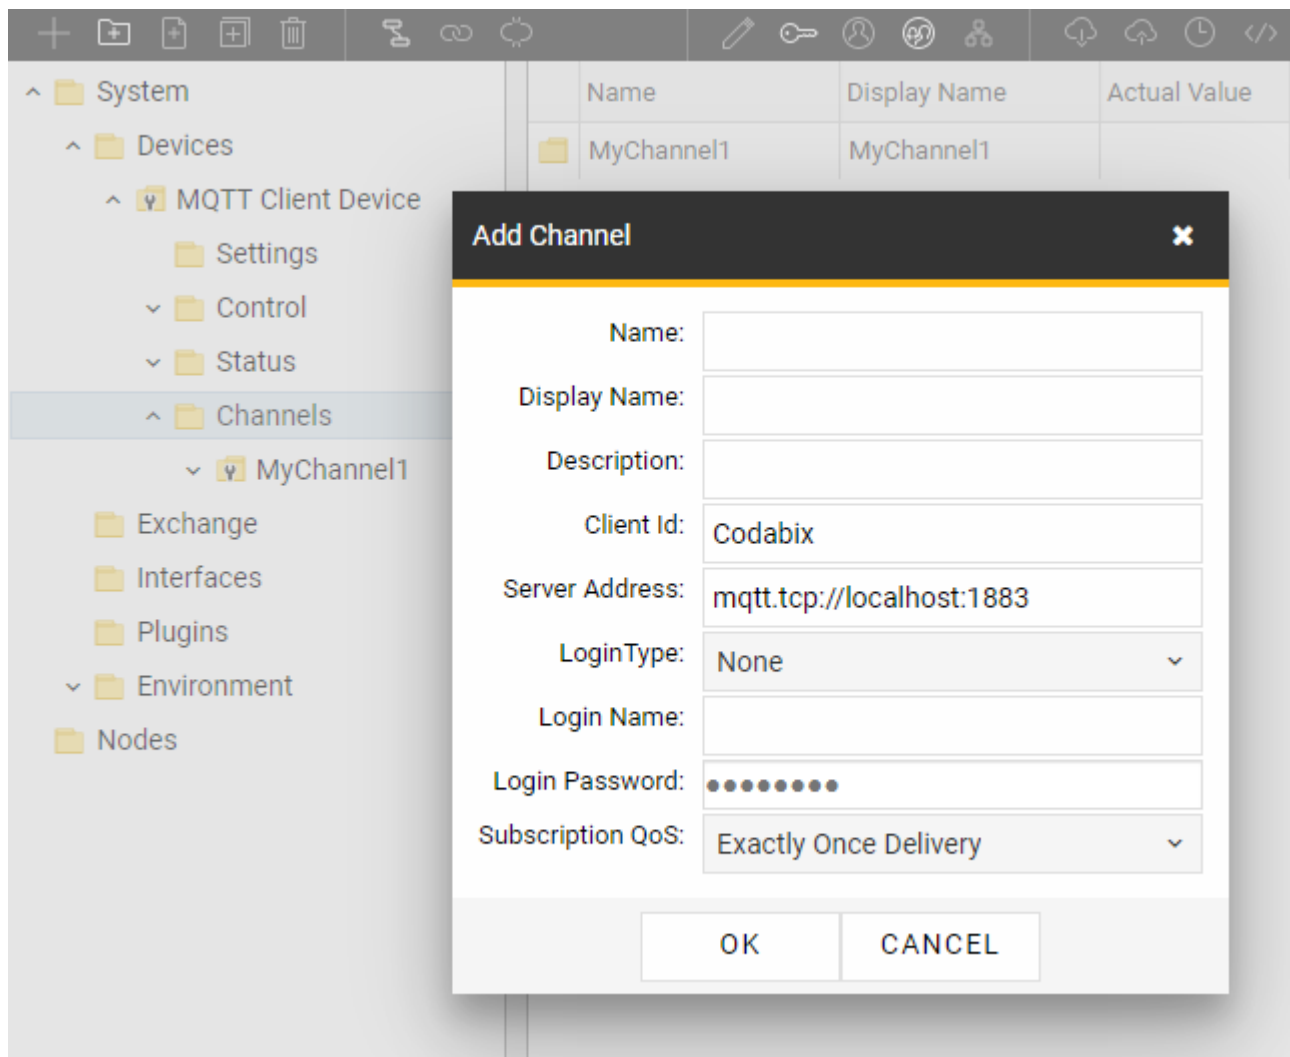 System
Devices
MQTT Client Device
Settings
Control
Status
Channels
MyChannel1
Exchange
Interfaces
Plugins
Environment
Nodes
Name Display Name Actual Value
MyChannel1 MyChannel1
Add Channel
Name:
Display Name:
Description:
Client Id: Codabix
Server Address: mqtt.tcp://localhost:1883
LoginType: None
Login Name:
Login Password: ●●●●●●●●
Subscription QoS: Exactly Once Delivery
OK CANCEL